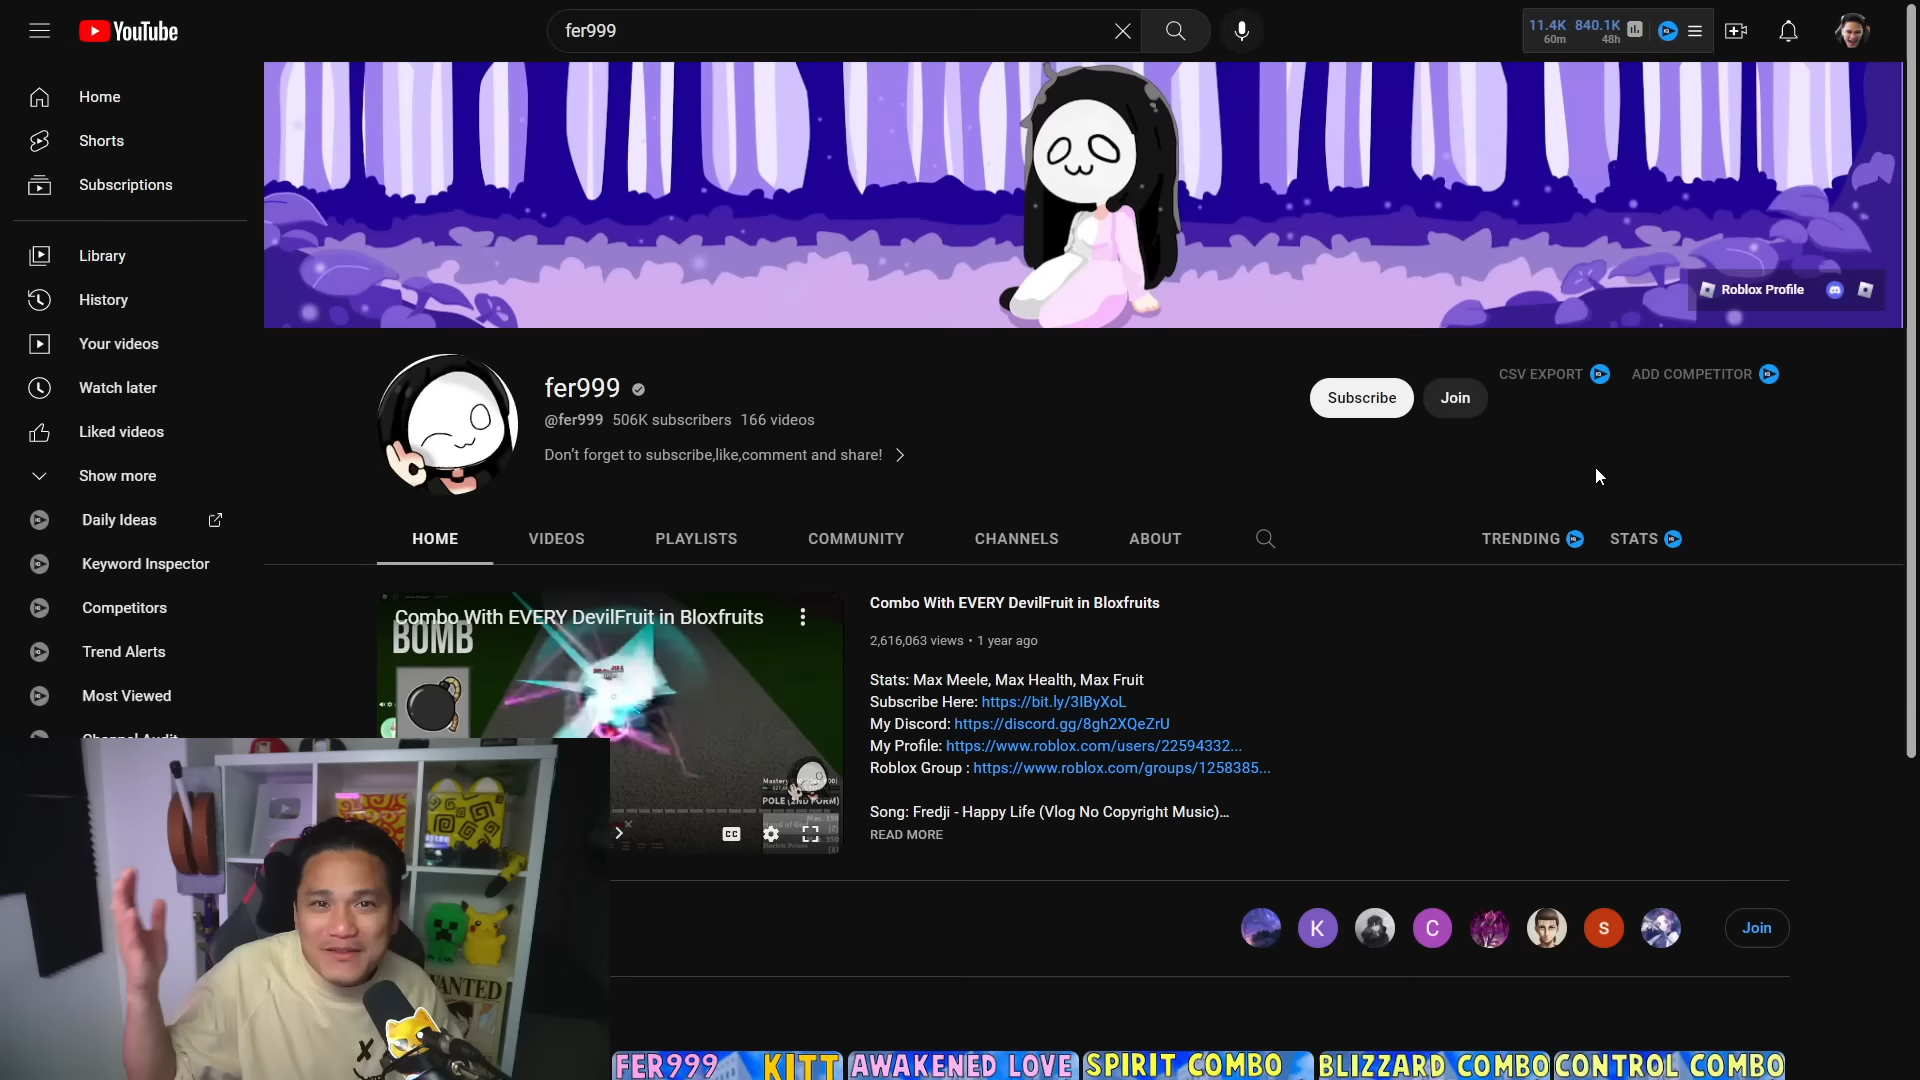 YouTube
fer999
11.4K 840.1K
60m 48h
Home
Shorts
Subscriptions
Library
History
Your videos
Watch later
Liked videos
Show more
Daily Ideas
Keyword Inspector
Competitors
Trend Alerts
Most Viewed
Channel Audit
Roblox Profile
fer999
@fer999 506K subscribers 166 videos
Don't forget to subscribe,like,comment and share!
Subscribe
Join
CSV EXPORT
ADD COMPETITOR
HOME
VIDEOS
PLAYLISTS
COMMUNITY
CHANNELS
ABOUT
TRENDING
STATS
Combo With EVERY DevilFruit in Bloxfruits
BOMB
POLE (2ND FORM)
CC
Combo With EVERY DevilFruit in Bloxfruits
2,616,063 views • 1 year ago
Stats: Max Meele, Max Health, Max Fruit
Subscribe Here: https://bit.ly/3IByXoL
My Discord: https://discord.gg/8gh2XQeZrU
My Profile: https://www.roblox.com/users/22594332...
Roblox Group : https://www.roblox.com/groups/1258385...
Song: Fredji - Happy Life (Vlog No Copyright Music)...
READ MORE
K
C
S
Join
WANTED
FER999 KITT
AWAKENED LOVE
SPIRIT COMBO
BLIZZARD COMBO
CONTROL COMBO